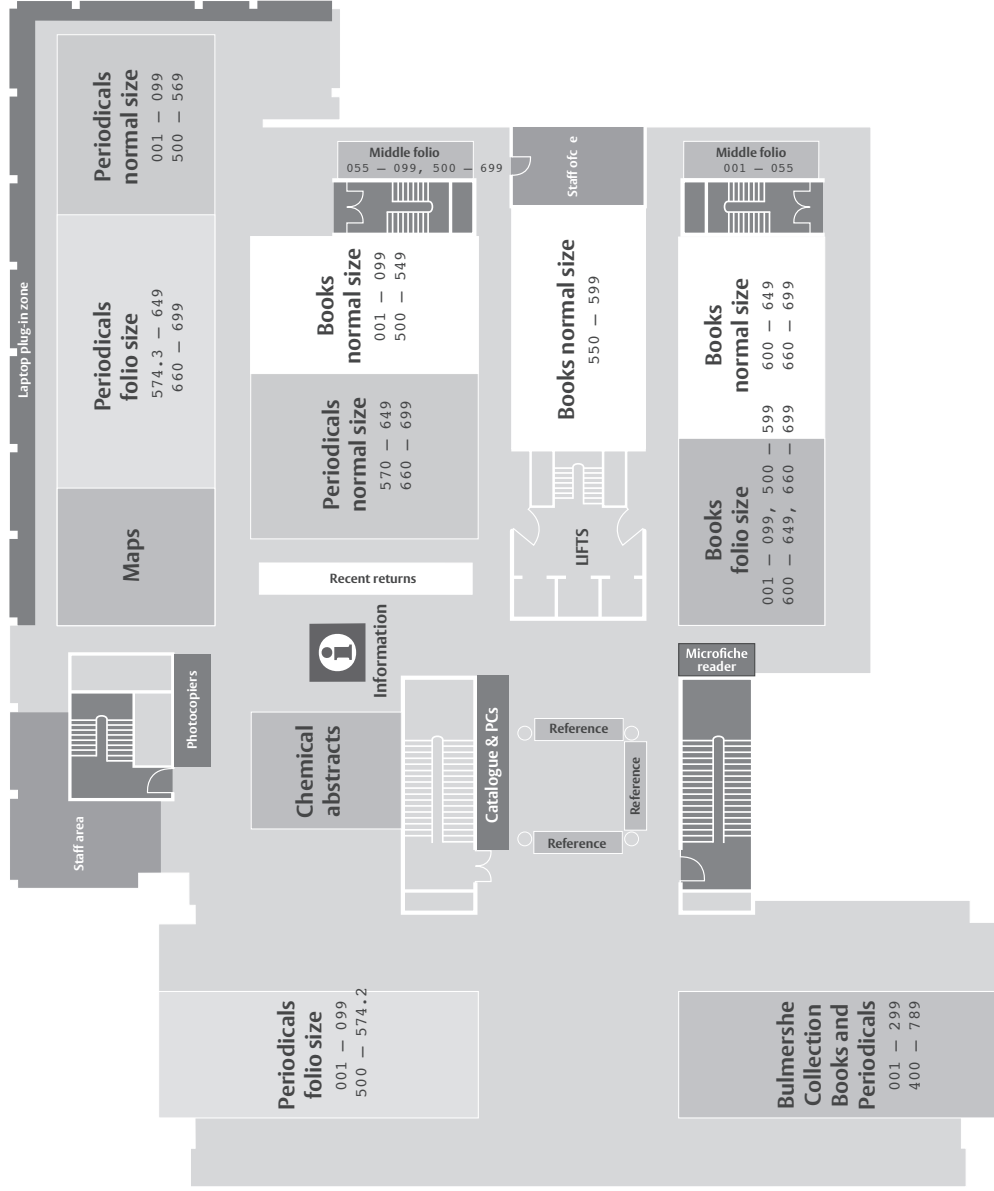 Periodicals
normal size
001 – 099
500 – 569
Middle folio
055 – 099, 500 – 699
Staff ofc e
Middle folio
001 – 055
Laptop plug-in zone
Periodicals
folio size
574.3 – 649
660 – 699
Books
normal size
001 – 099
500 – 549
Books normal size
550 – 599
Books
normal size
600 – 649
660 – 699
Periodicals
normal size
570 – 649
660 – 699
Maps
LIFTS
Books
folio size
001 – 099, 500 – 599
600 – 649, 660 – 699
Recent returns
Information
Microfiche
reader
Photocopiers
Chemical
abstracts
Catalogue & PCs
Reference
Reference
Reference
Staff area
Periodicals
folio size
001 – 099
500 – 574.2
Bulmershe
Collection
Books and
Periodicals
001 – 299
400 – 789